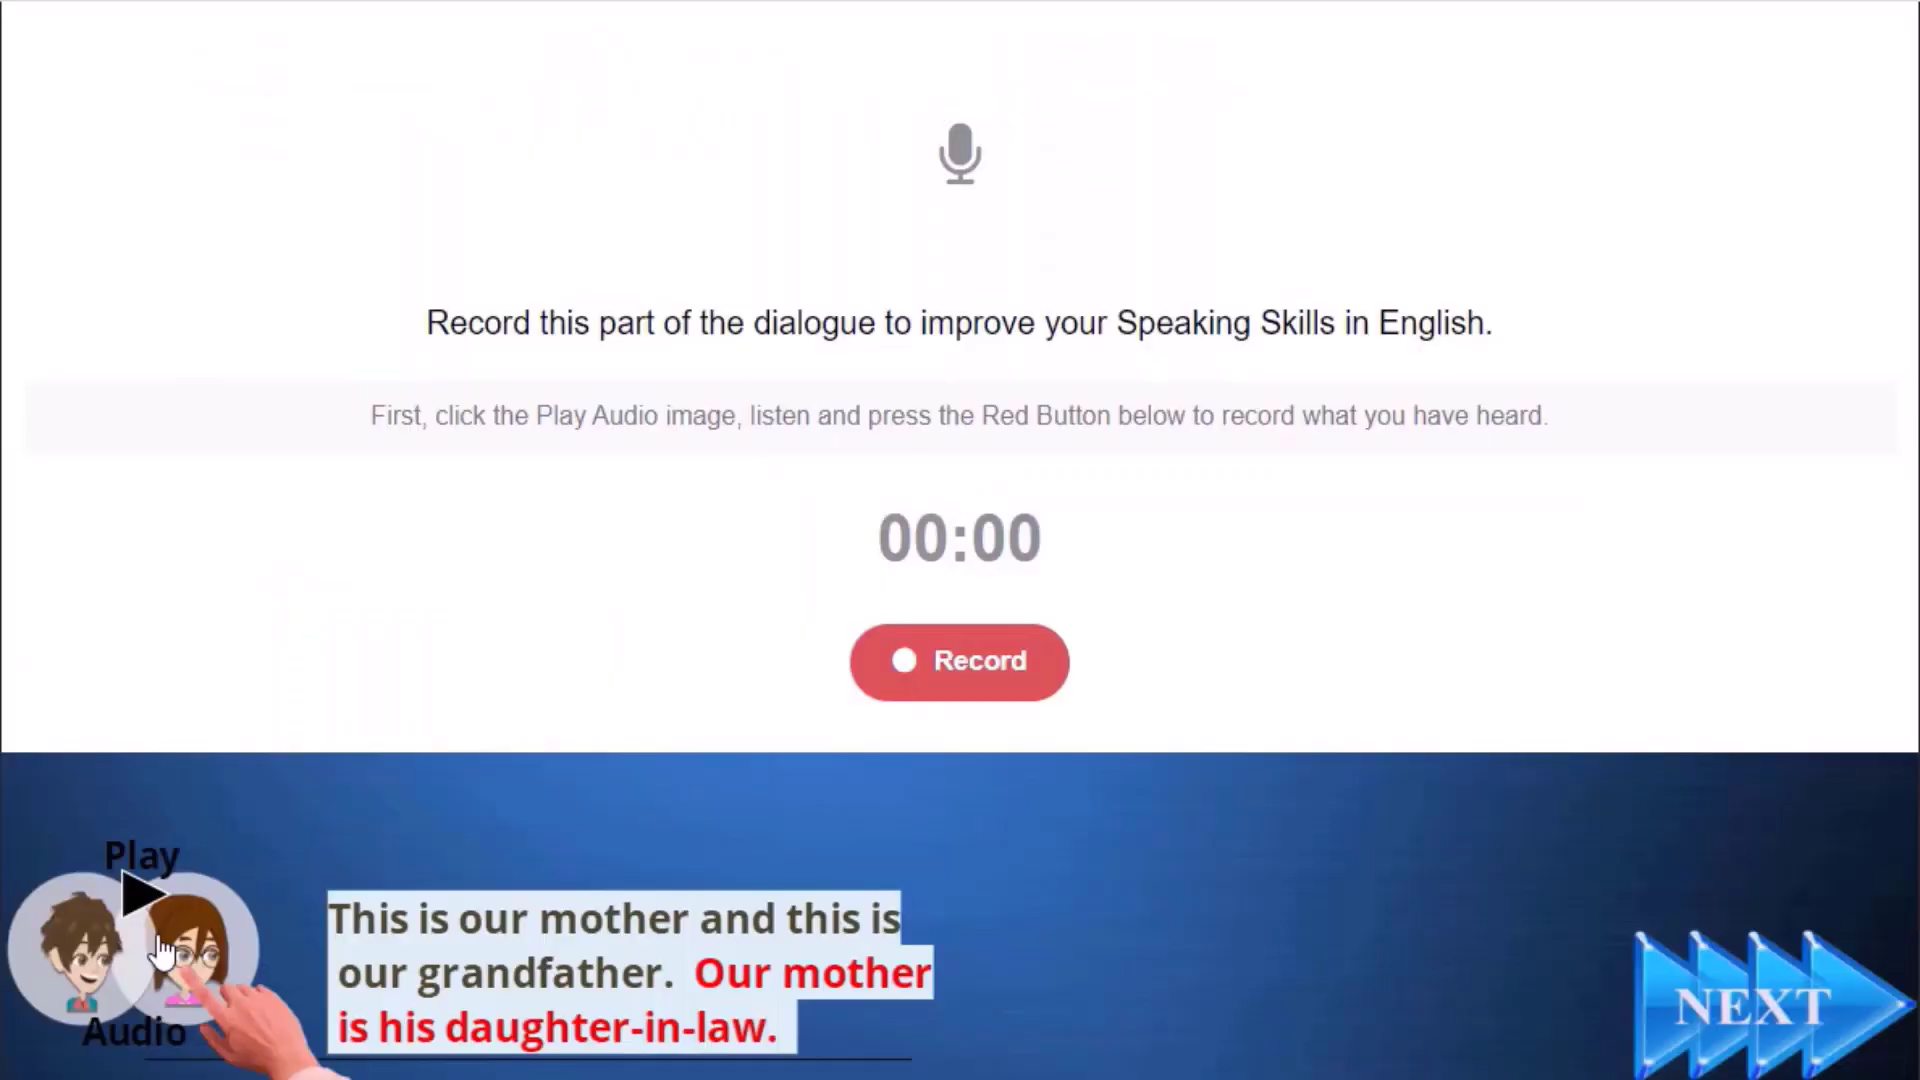 Record this part of the dialogue to improve your Speaking Skills in English.
First, click the Play Audio image, listen and press the Red Button below to record what you have heard.
00:00
Record
Play
Audio
This is our mother and this is
our grandfather. Our mother
is his daughter-in-law.
NEXT